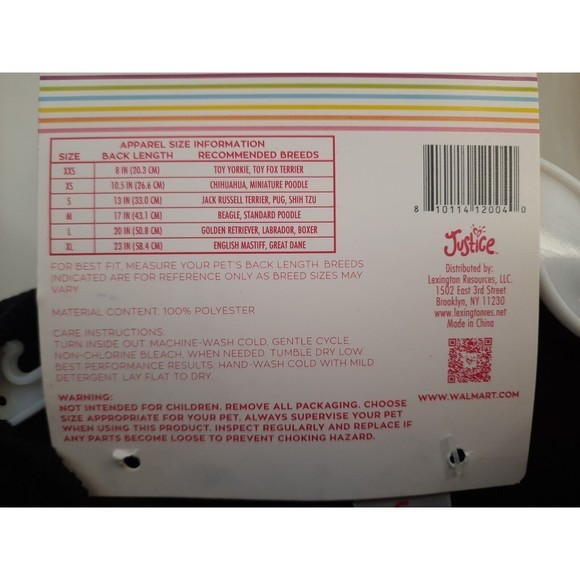 APPAREL SIZE INFORMATION
SIZE BACK LENGTH RECOMMENDED BREEDS
XXS 8 IN (20.3 CM) TOY YORKIE, TOY FOX TERRIER
XS 10.5 IN (26.6 CM) CHIHUAHUA, MINIATURE POODLE
S 13 IN (33.0 CM) JACK RUSSELL TERRIER, PUG, SHIH TZU
M 17 IN (43.1 CM) BEAGLE, STANDARD POODLE
L 20 IN (50.8 CM) GOLDEN RETRIEVER, LABRADOR, BOXER
XL 23 IN (58.4 CM) ENGLISH MASTIFF, GREAT DANE
FOR BEST FIT, MEASURE YOUR PET'S BACK LENGTH. BREEDS
INDICATED ARE FOR REFERENCE ONLY AS BREED SIZES MAY
VARY.
MATERIAL CONTENT: 100% POLYESTER
CARE INSTRUCTIONS:
TURN INSIDE OUT. MACHINE-WASH COLD, GENTLE CYCLE.
NON-CHLORINE BLEACH, WHEN NEEDED. TUMBLE DRY LOW.
BEST PERFORMANCE RESULTS: HAND-WASH COLD WITH MILD
DETERGENT. LAY FLAT TO DRY.
WARNING:
NOT INTENDED FOR CHILDREN. REMOVE ALL PACKAGING. CHOOSE
SIZE APPROPRIATE FOR YOUR PET. ALWAYS SUPERVISE YOUR PET
WHEN USING THIS PRODUCT. INSPECT REGULARLY AND REPLACE IF
ANY PARTS BECOME LOOSE TO PREVENT CHOKING HAZARD.
8 10114 12004 0
Justice
Distributed by:
Lexington Resources, LLC.
1502 East 3rd Street
Brooklyn, NY 11230
www.lexingtonres.net
Made in China
WWW.WALMART.COM